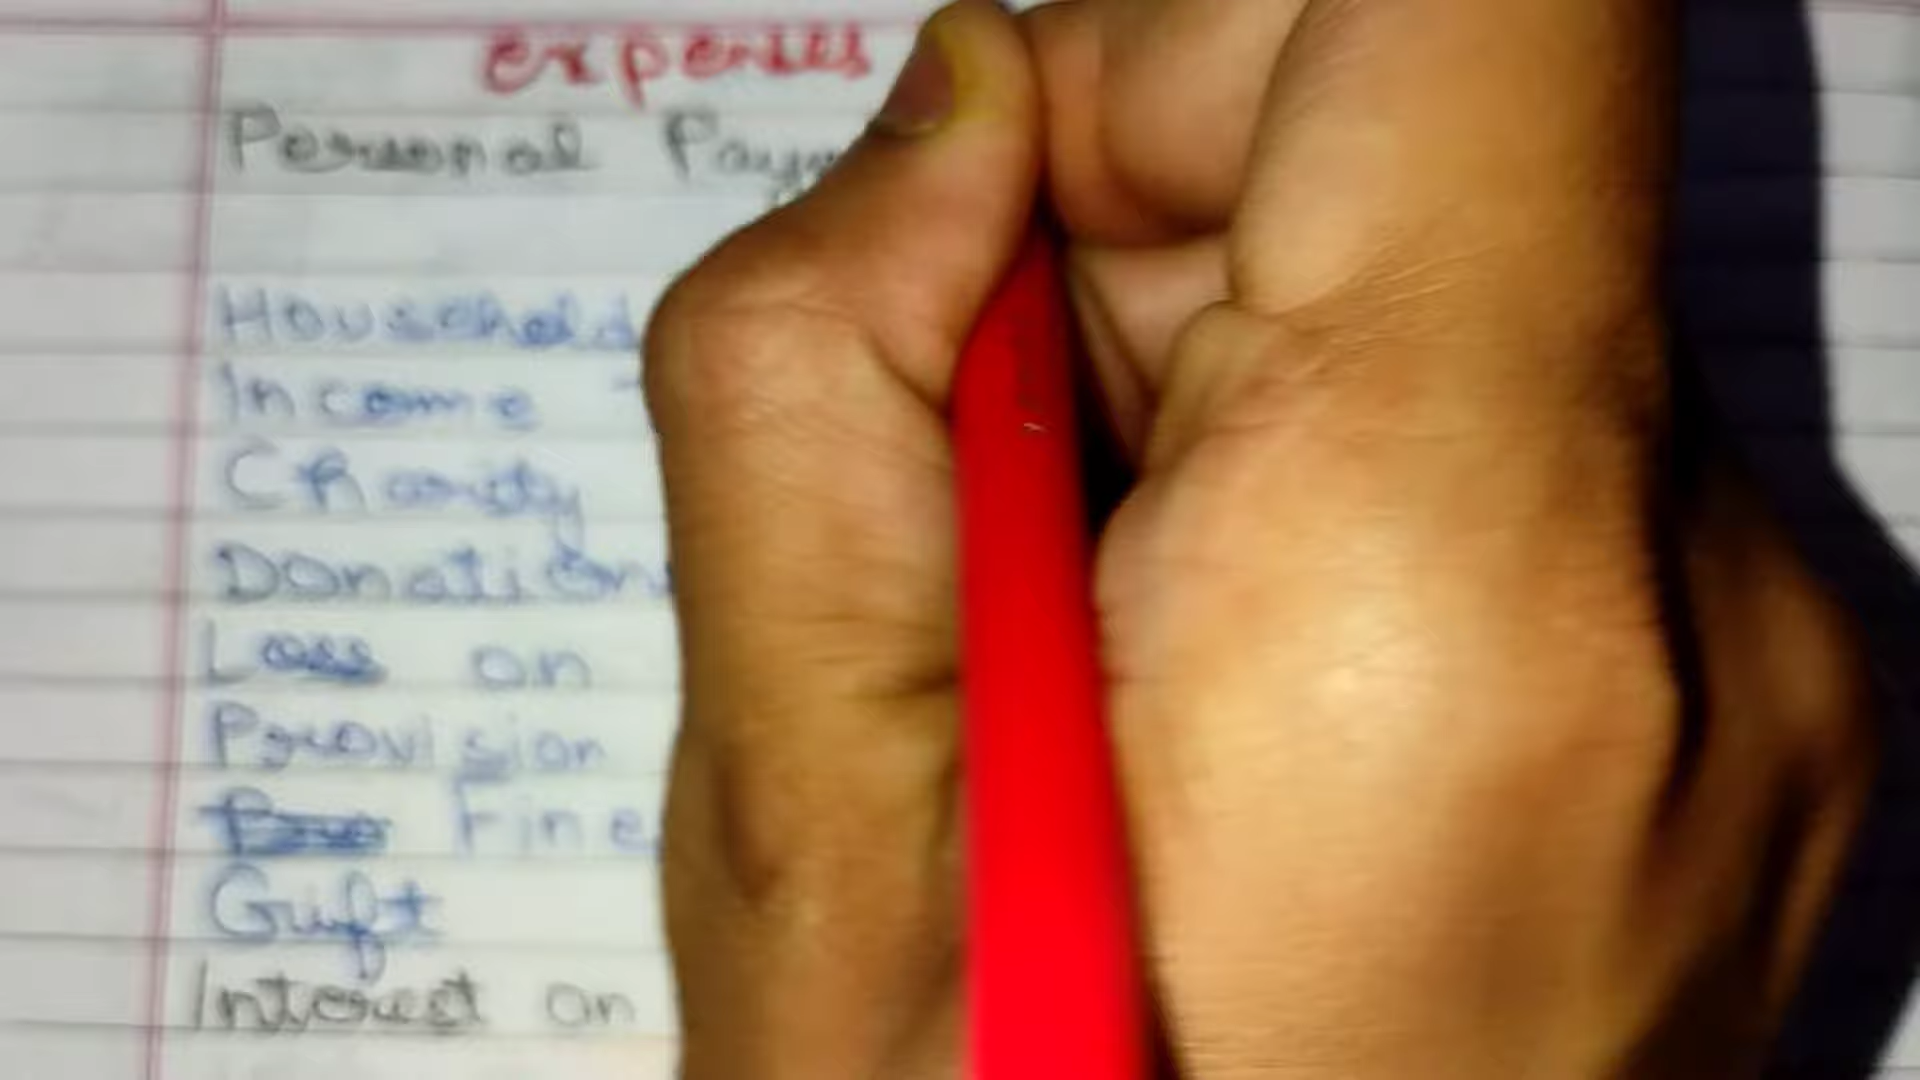 expenses
Personal
Household
Income
Charity
Donation
Loss on
Provision
Fine
Gift
Interest on